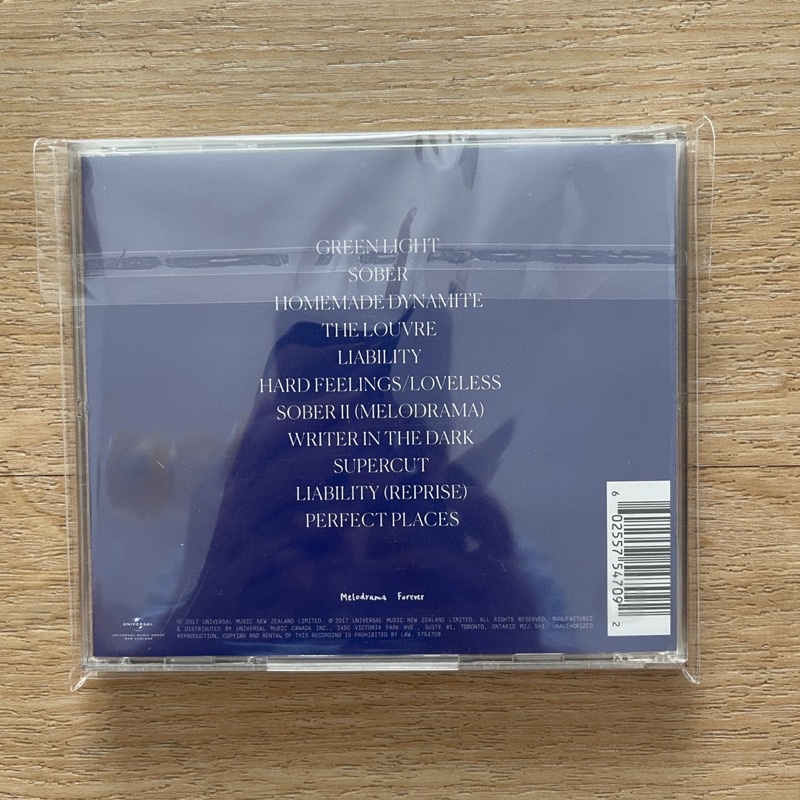 GREEN LIGHT
SOBER
HOMEMADE DYNAMITE
THE LOUVRE
LIABILITY
HARD FEELINGS/LOVELESS
SOBER II (MELODRAMA)
WRITER IN THE DARK
SUPERCUT
LIABILITY (REPRISE)
PERFECT PLACES
Melodrama Forever
6 02557 54709 2
UNIVERSAL
UNIVERSAL MUSIC GROUP
NEW ZEALAND
℗ 2017 UNIVERSAL MUSIC NEW ZEALAND LIMITED. © 2017 UNIVERSAL MUSIC NEW ZEALAND LIMITED. ALL RIGHTS RESERVED. MANUFACTURED
& DISTRIBUTED BY UNIVERSAL MUSIC CANADA INC., 2450 VICTORIA PARK AVE., SUITE #1, TORONTO, ONTARIO M2J 5H3. UNAUTHORIZED
REPRODUCTION, COPYING AND RENTAL OF THIS RECORDING IS PROHIBITED BY LAW. 5754709.